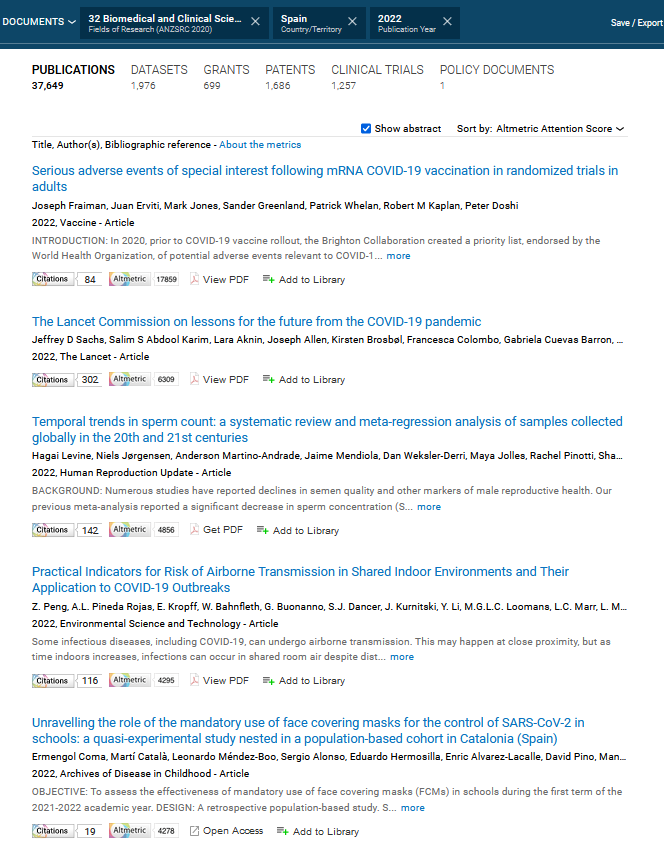 DOCUMENTS
32 Biomedical and Clinical Scie...
Fields of Research (ANZSRC 2020)
Spain
Country/Territory
2022
Publication Year
Save / Export
PUBLICATIONS DATASETS GRANTS PATENTS CLINICAL TRIALS POLICY DOCUMENTS
37,649 1,976 699 1,686 1,257 1
Show abstract Sort by: Altmetric Attention Score
Title, Author(s), Bibliographic reference - About the metrics
Serious adverse events of special interest following mRNA COVID-19 vaccination in randomized trials in
adults
Joseph Fraiman, Juan Erviti, Mark Jones, Sander Greenland, Patrick Whelan, Robert M Kaplan, Peter Doshi
2022, Vaccine - Article
INTRODUCTION: In 2020, prior to COVID-19 vaccine rollout, the Brighton Collaboration created a priority list, endorsed by the
World Health Organization, of potential adverse events relevant to COVID-1... more
Citations 84 Altmetric 17859 View PDF Add to Library
The Lancet Commission on lessons for the future from the COVID-19 pandemic
Jeffrey D Sachs, Salim S Abdool Karim, Lara Aknin, Joseph Allen, Kirsten Brosbøl, Francesca Colombo, Gabriela Cuevas Barron, ...
2022, The Lancet - Article
Citations 302 Altmetric 6309 View PDF Add to Library
Temporal trends in sperm count: a systematic review and meta-regression analysis of samples collected
globally in the 20th and 21st centuries
Hagai Levine, Niels Jørgensen, Anderson Martino-Andrade, Jaime Mendiola, Dan Weksler-Derri, Maya Jolles, Rachel Pinotti, Sha...
2022, Human Reproduction Update - Article
BACKGROUND: Numerous studies have reported declines in semen quality and other markers of male reproductive health. Our
previous meta-analysis reported a significant decrease in sperm concentration (S... more
Citations 142 Altmetric 4856 Get PDF Add to Library
Practical Indicators for Risk of Airborne Transmission in Shared Indoor Environments and Their
Application to COVID-19 Outbreaks
Z. Peng, A.L. Pineda Rojas, E. Kropff, W. Bahnfleth, G. Buonanno, S.J. Dancer, J. Kurnitski, Y. Li, M.G.L.C. Loomans, L.C. Marr, L. M...
2022, Environmental Science and Technology - Article
Some infectious diseases, including COVID-19, can undergo airborne transmission. This may happen at close proximity, but as
time indoors increases, infections can occur in shared room air despite dist... more
Citations 116 Altmetric 4295 View PDF Add to Library
Unravelling the role of the mandatory use of face covering masks for the control of SARS-CoV-2 in
schools: a quasi-experimental study nested in a population-based cohort in Catalonia (Spain)
Ermengol Coma, Martí Català, Leonardo Méndez-Boo, Sergio Alonso, Eduardo Hermosilla, Enric Alvarez-Lacalle, David Pino, Man...
2022, Archives of Disease in Childhood - Article
OBJECTIVE: To assess the effectiveness of mandatory use of face covering masks (FCMs) in schools during the first term of the
2021-2022 academic year. DESIGN: A retrospective population-based study. S... more
Citations 19 Altmetric 4278 Open Access Add to Library